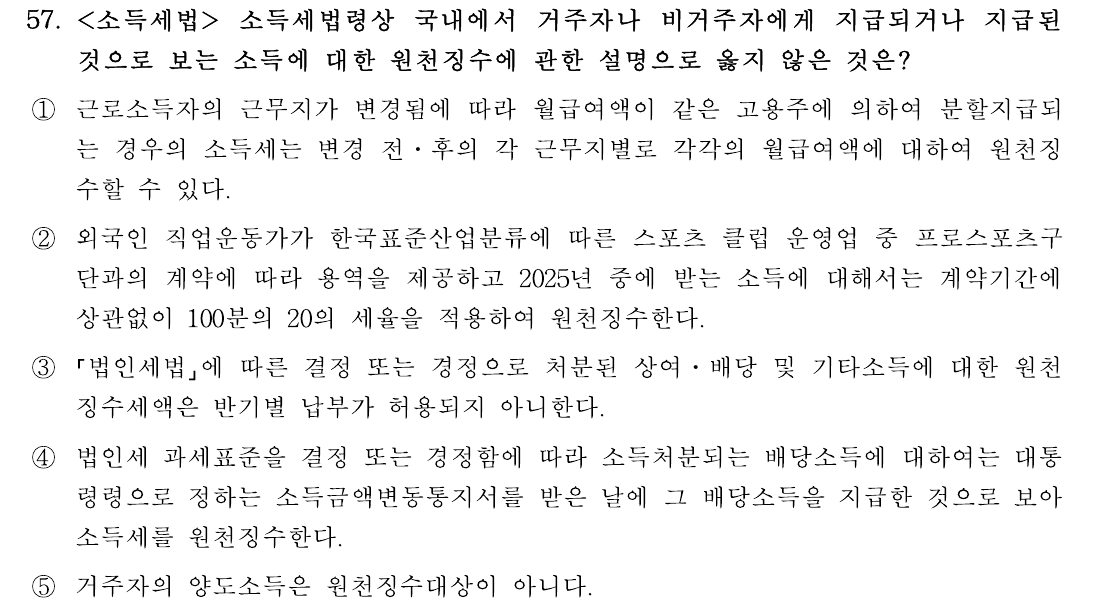 57. <소득세법> 소득세법령상 국내에서 거주자나 비거주자에게 지급되거나 지급된
것으로 보는 소득에 대한 원천징수에 관한 설명으로 옳지 않은 것은?
① 근로소득자의 근무지가 변경됨에 따라 월급여액이 같은 고용주에 의하여 분할지급되
는 경우의 소득세는 변경 전·후의 각 근무지별로 각각의 월급여액에 대하여 원천징
수할 수 있다.
② 외국인 직업운동가가 한국표준산업분류에 따른 스포츠 클럽 운영업 중 프로스포츠구
단과의 계약에 따라 용역을 제공하고 2025년 중에 받는 소득에 대해서는 계약기간에
상관없이 100분의 20의 세율을 적용하여 원천징수한다.
③ 「법인세법」에 따른 결정 또는 경정으로 처분된 상여·배당 및 기타소득에 대한 원천
징수세액은 반기별 납부가 허용되지 아니한다.
④ 법인세 과세표준을 결정 또는 경정함에 따라 소득처분되는 배당소득에 대하여는 대통
령령으로 정하는 소득금액변동통지서를 받은 날에 그 배당소득을 지급한 것으로 보아
소득세를 원천징수한다.
⑤ 거주자의 양도소득은 원천징수대상이 아니다.